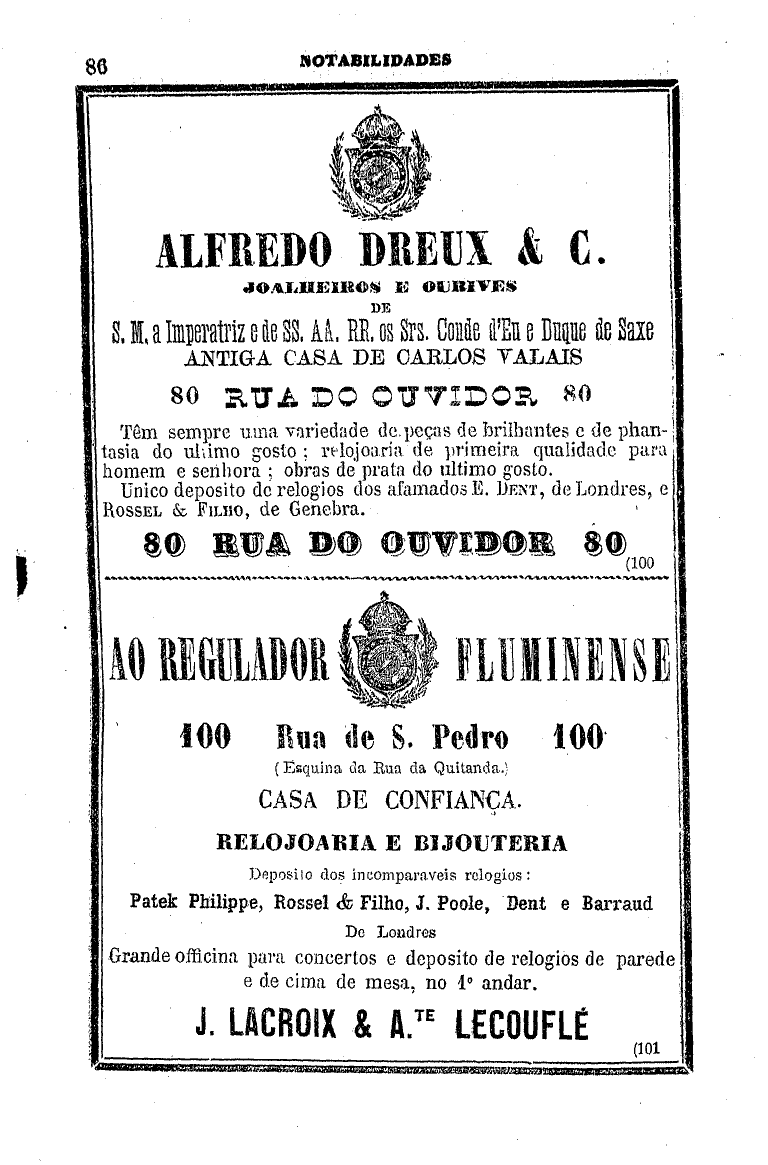 86
NOTABILIDADES
ALFREDO DREUX & C.
JOALHEIROS E OURIVES
DE
S. M. a Imperatriz e de SS. AA. RR. os Srs. Conde d'Eu e Duque de Saxe
ANTIGA CASA DE CARLOS VALAIS
80 RUA DO OUVIDOR 80
Têm sempre uma variedade de peças de brilhantes e de phan-
tasia do ultimo gosto ; relojoaria de primeira qualidade para
homem e senhora ; obras de prata do ultimo gosto.
Unico deposito de relogios dos afamados E. DENT, de Londres, e
ROSSEL & FILHO, de Genebra.
80 RUA DO OUVIDOR 80
(100
AO REGULADOR FLUMINENSE
100 Rua de S. Pedro 100
(Esquina da Rua da Quitanda.)
CASA DE CONFIANÇA.
RELOJOARIA E BIJOUTERIA
Deposito dos incomparaveis relogios :
Patek Philippe, Rossel & Filho, J. Poole, Dent e Barraud
De Londres
Grande officina para concertos e deposito de relogios de parede
e de cima de mesa, no 1º andar.
J. LACROIX & A.TE LECOUFLÉ
(101